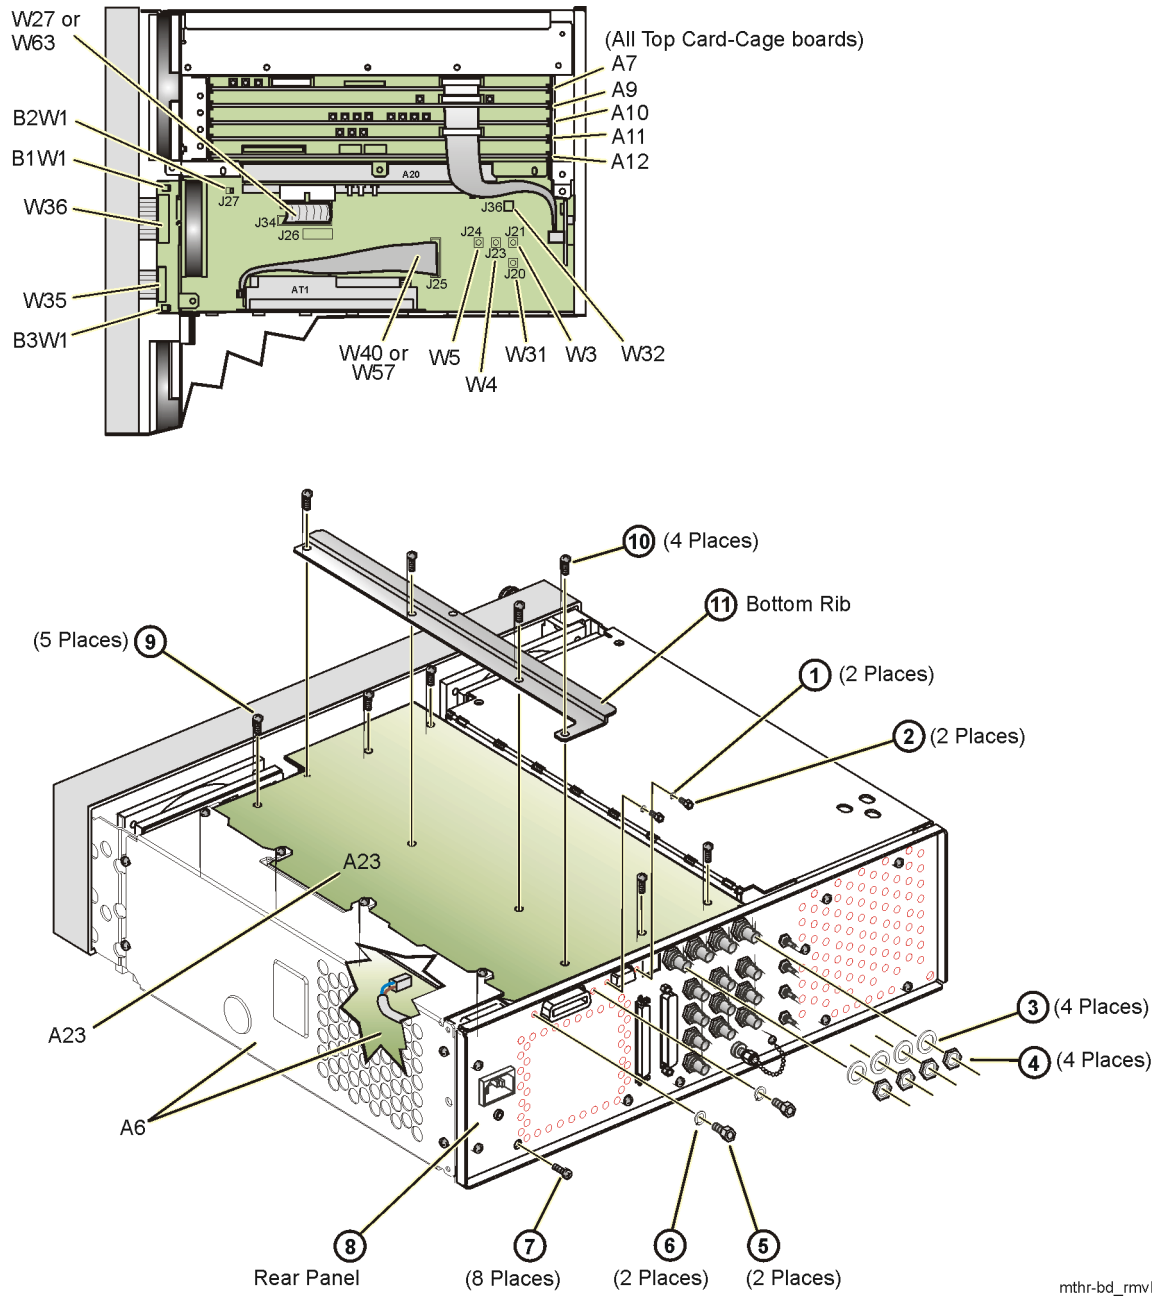 W27 or
W63
(All Top Card-Cage boards)
A7
A9
A10
A11
A12
B2W1
B1W1
W36
W35
B3W1
A20
J27
J34
J26
J36
J24
J23
J21
J20
J25
AT1
W40 or
W57
W5
W4
W31
W3
W32
10 (4 Places)
11 Bottom Rib
(5 Places) 9
1 (2 Places)
2 (2 Places)
A23
A23
A6
3 (4 Places)
4 (4 Places)
8
Rear Panel
7
(8 Places)
6
(2 Places)
5
(2 Places)